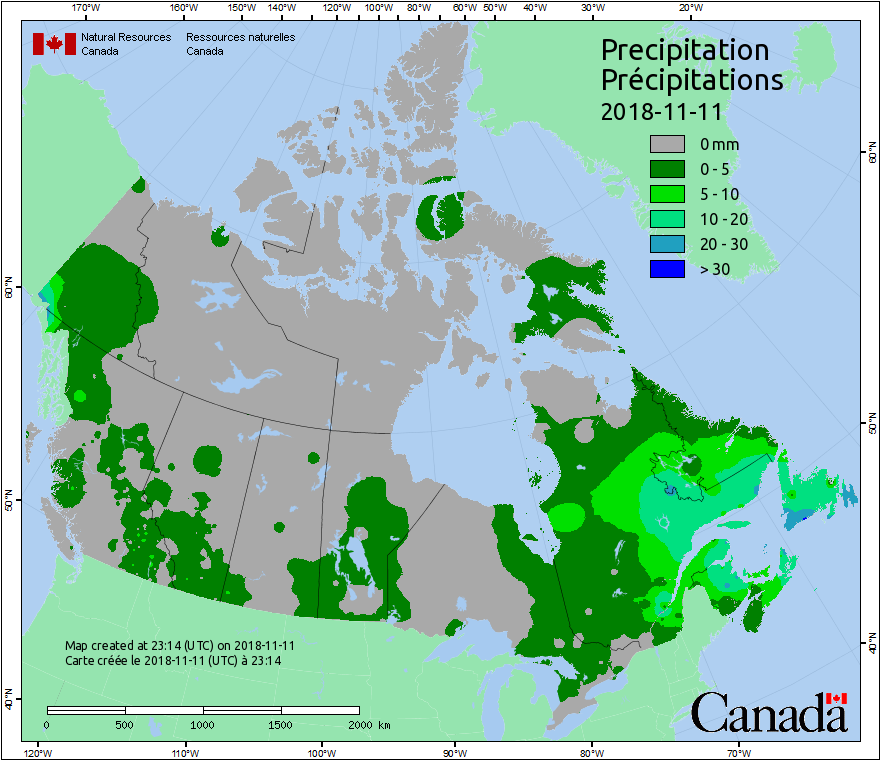 170°W 150°W 140°W 120°W 100°W 80°W 60°W 50°W 40°W 30°W 20°W
Natural Resources Ressources naturelles
Canada Canada
Precipitation
Précipitations
2018-11-11
0 mm
0 - 5
5 - 10
10 - 20
20 - 30
> 30
60°N
60°N
50°N
50°N
40°N
40°N
Map created at 23:14 (UTC) on 2018-11-11
Carte créée le 2018-11-11 (UTC) à 23:14
0 500 1000 1500 2000 km
Canada
120°W 110°W 100°W 90°W 80°W 70°W